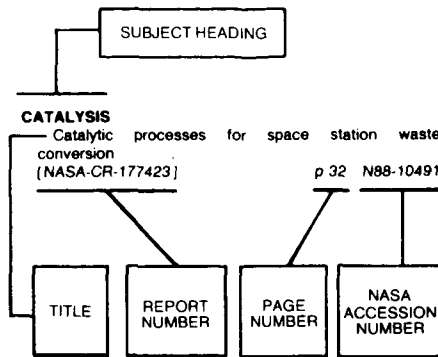 SUBJECT HEADING
CATALYSIS
Catalytic processes for space station waste
conversion
[NASA-CR-177423] p 32 N88-10491
TITLE
REPORT
NUMBER
PAGE
NUMBER
NASA
ACCESSION
NUMBER